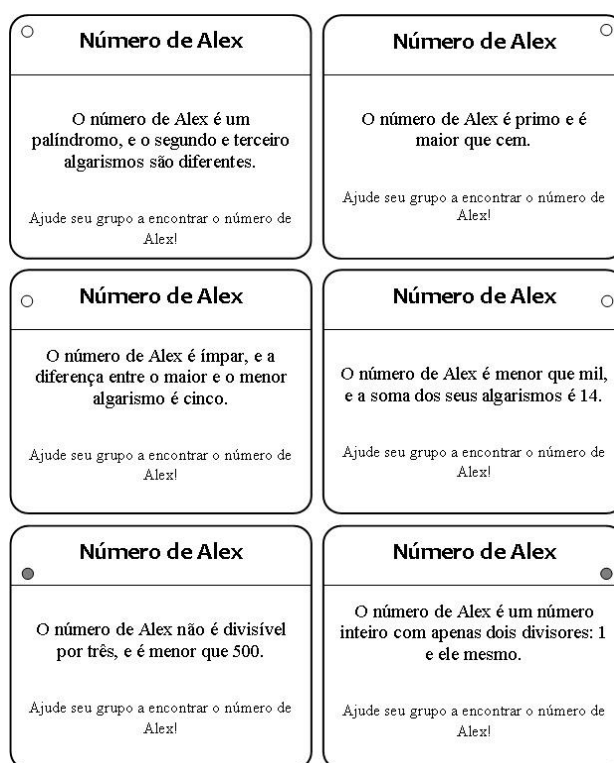 Número de Alex
O número de Alex é um
palíndromo, e o segundo e terceiro
algarismos são diferentes.
Ajude seu grupo a encontrar o número de
Alex!
Número de Alex
O número de Alex é primo e é
maior que cem.
Ajude seu grupo a encontrar o número de
Alex!
Número de Alex
O número de Alex é ímpar, e a
diferença entre o maior e o menor
algarismo é cinco.
Ajude seu grupo a encontrar o número de
Alex!
Número de Alex
O número de Alex é menor que mil,
e a soma dos seus algarismos é 14.
Ajude seu grupo a encontrar o número de
Alex!
Número de Alex
O número de Alex não é divisível
por três, e é menor que 500.
Ajude seu grupo a encontrar o número de
Alex!
Número de Alex
O número de Alex é um número
inteiro com apenas dois divisores: 1
e ele mesmo.
Ajude seu grupo a encontrar o número de
Alex!